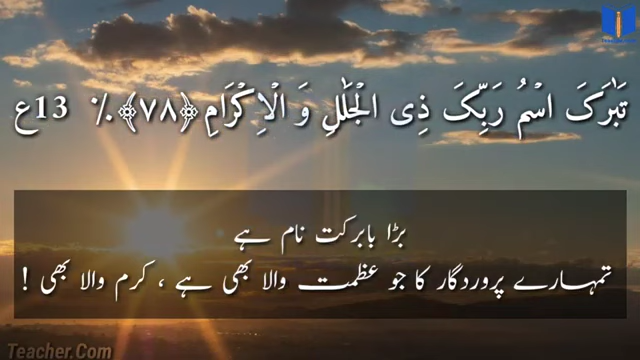 تَبٰرَكَ اسْمُ رَبِّكَ ذِی الْجَلٰلِ وَ الْاِكْرَامِ ﴿۷۸﴾٪ 13ع
بڑا بابرکت نام ہے
تمہارے پروردگار کا جو عظمت والا بھی ہے ، کرم والا بھی !
Teacher.Com